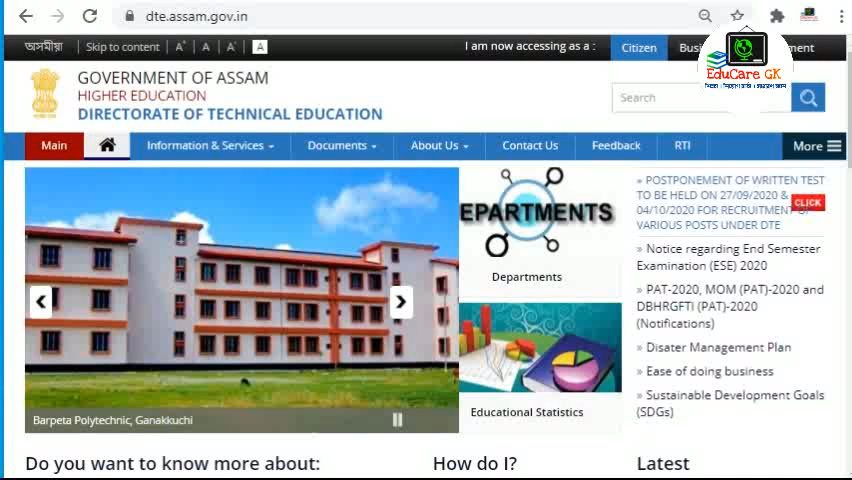 dte.assam.gov.in
অসমীয়া Skip to content A+ A A- A I am now accessing as a : Citizen
EduCare GK
GOVERNMENT OF ASSAM
HIGHER EDUCATION
DIRECTORATE OF TECHNICAL EDUCATION
Search
Main Information & Services Documents About Us Contact Us Feedback RTI More
EPARTMENTS
Departments
Educational Statistics
Barpeta Polytechnic, Ganakkuchi
» POSTPONEMENT OF WRITTEN TEST
TO BE HELD ON 27/09/2020 &
CLICK
04/10/2020 FOR RECRUITMENT OF
VARIOUS POSTS UNDER DTE
» Notice regarding End Semester
Examination (ESE) 2020
» PAT-2020, MOM (PAT)-2020 and
DBHRGFTI (PAT)-2020
(Notifications)
» Disater Management Plan
» Ease of doing business
» Sustainable Development Goals
(SDGs)
Do you want to know more about: How do I? Latest